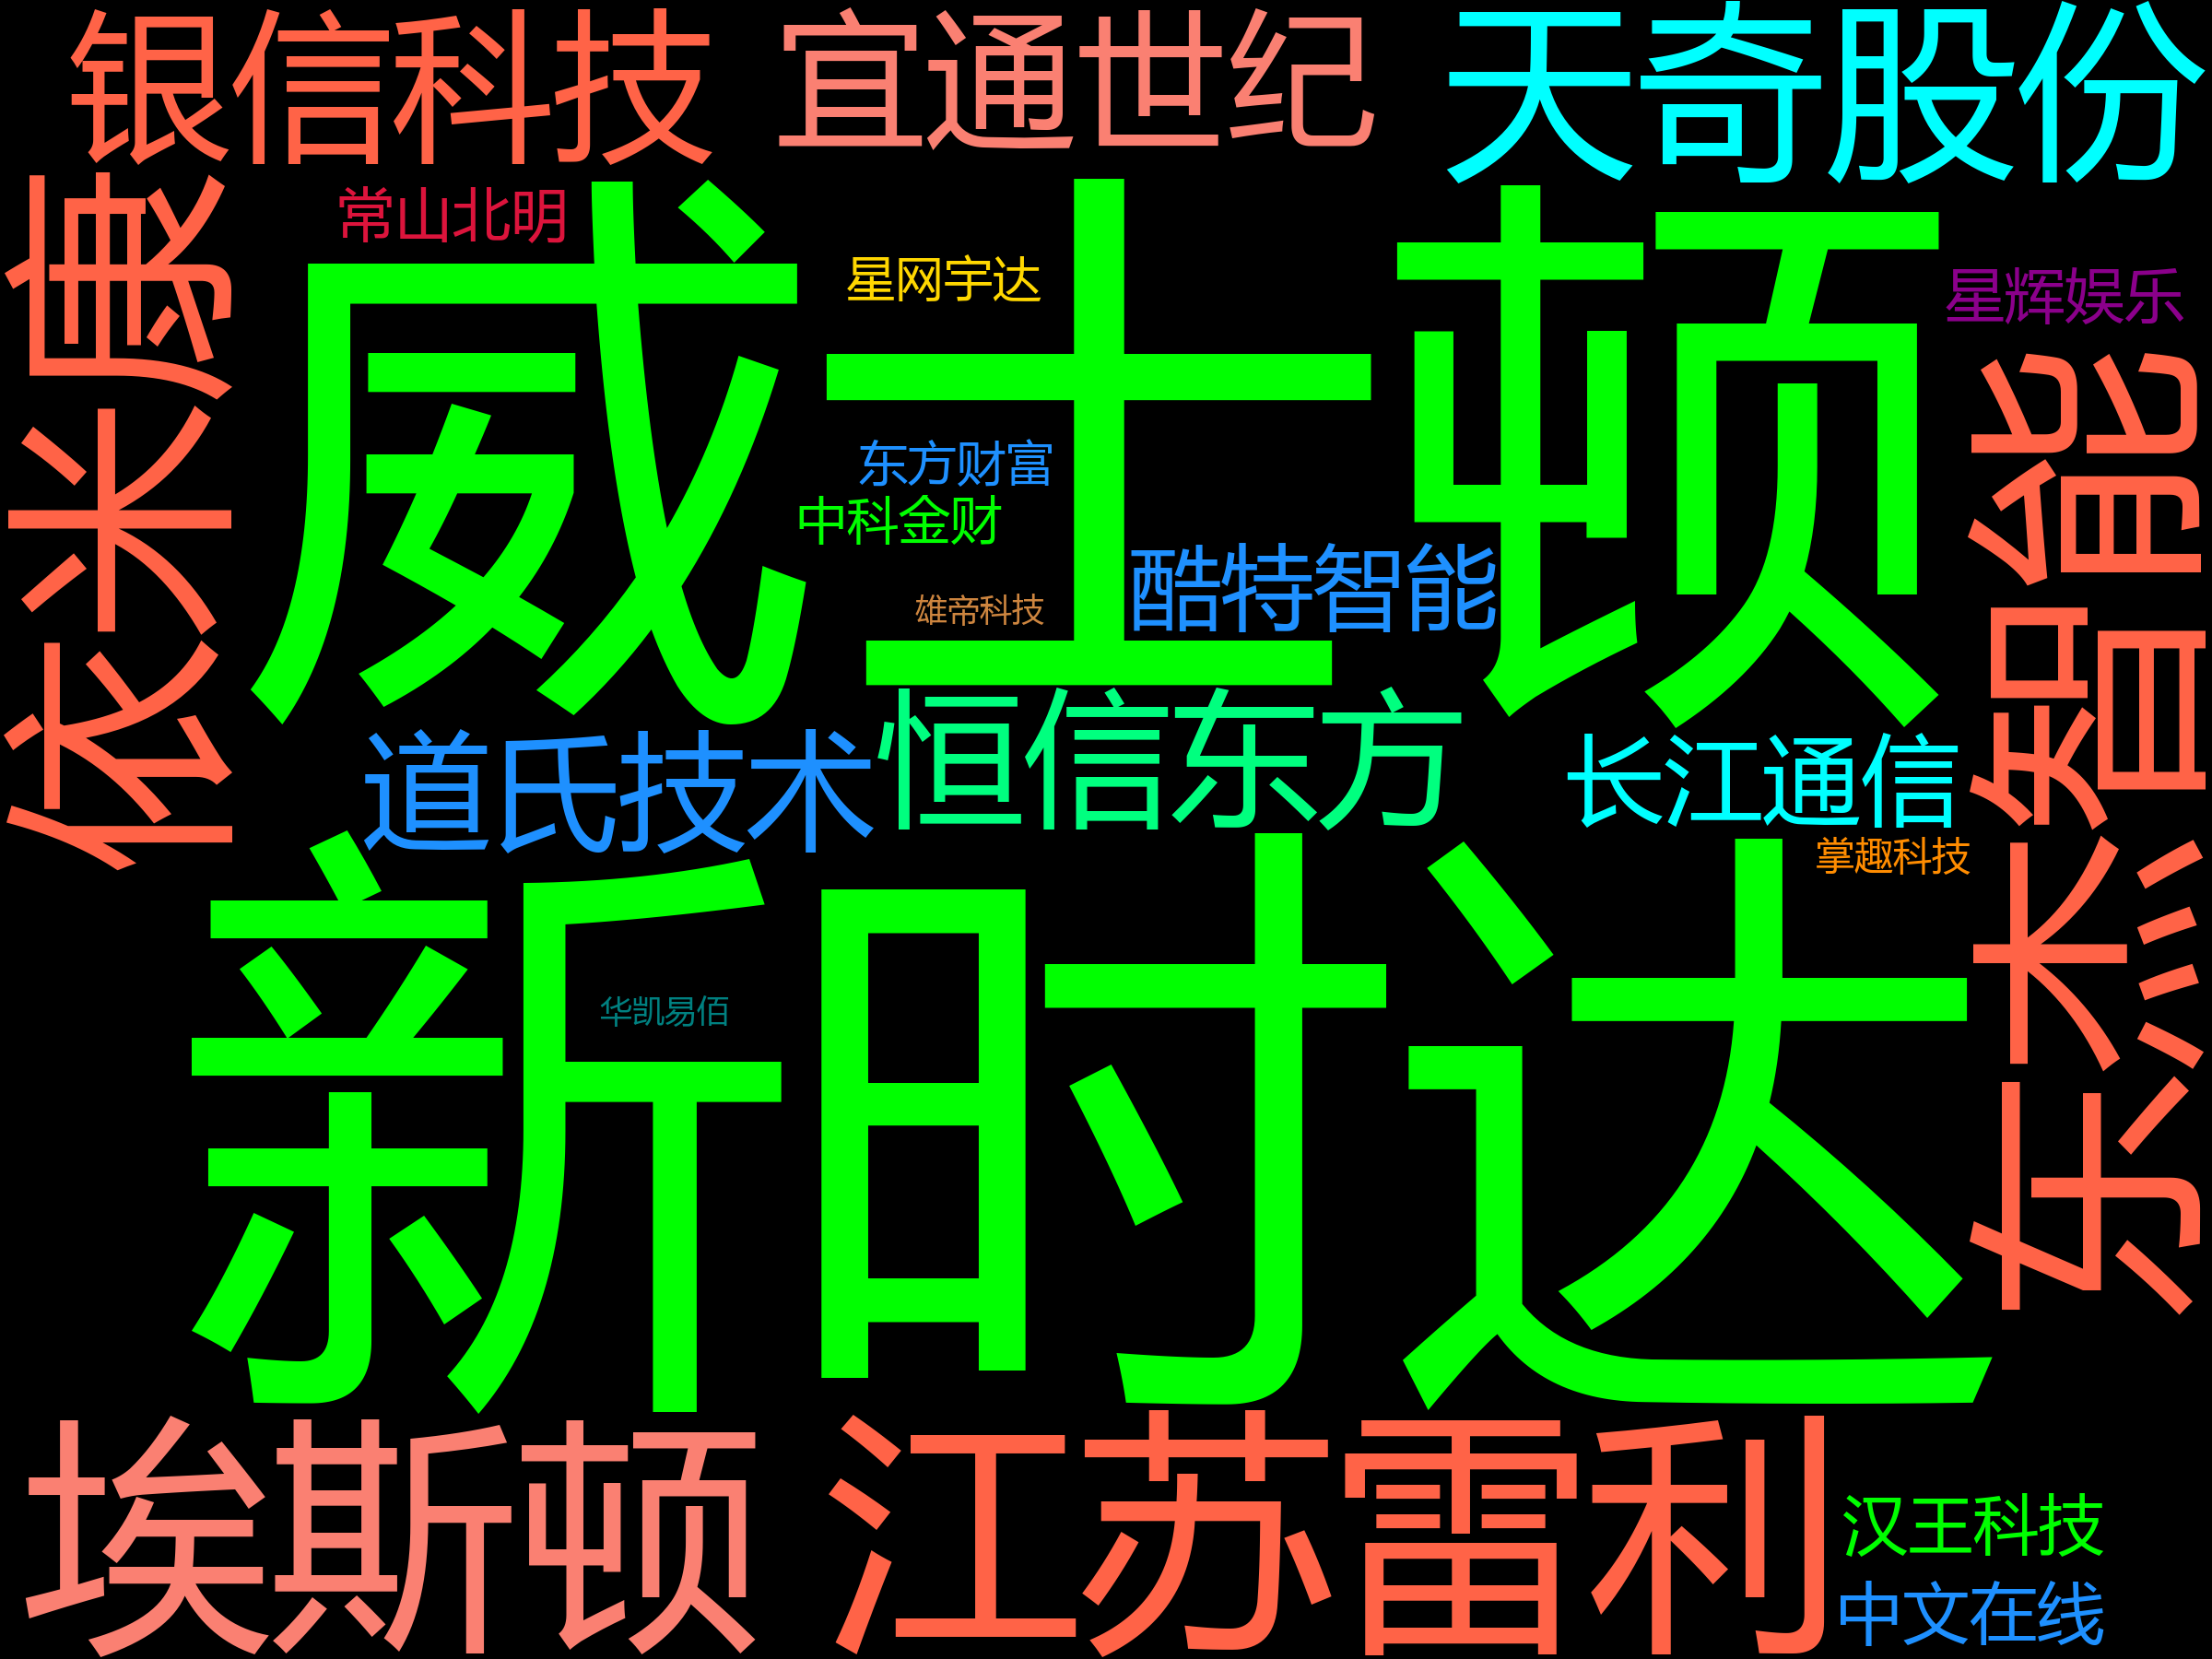 银信科技
宜通世纪
天奇股份
常山北明
依米康
威士顿
星网宇达
星辉娱乐
东方财富
中科金财
酷特智能
维帝科技
恒信东方
道氏技术
长江通信
掌趣科技
东杰智能
新时达
华凯易佰
埃斯顿
江苏雷利
汉王科技
中文在线